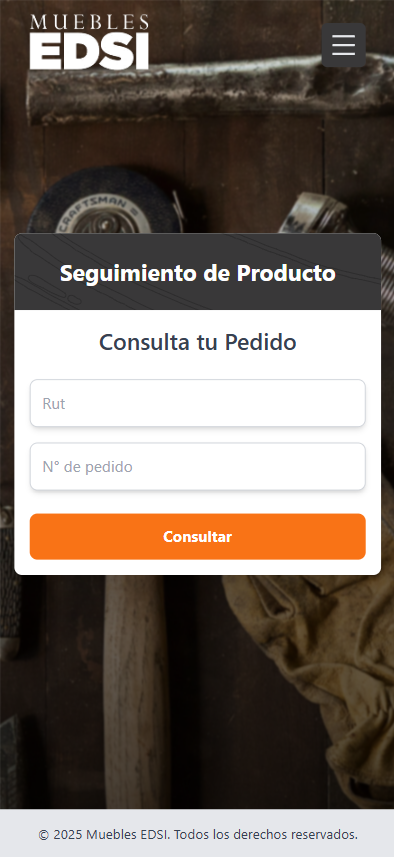 MUEBLES
EDSI
CRAFTSMAN
Seguimiento de Producto
Consulta tu Pedido
Rut
N° de pedido
Consultar
© 2025 Muebles EDSI. Todos los derechos reservados.